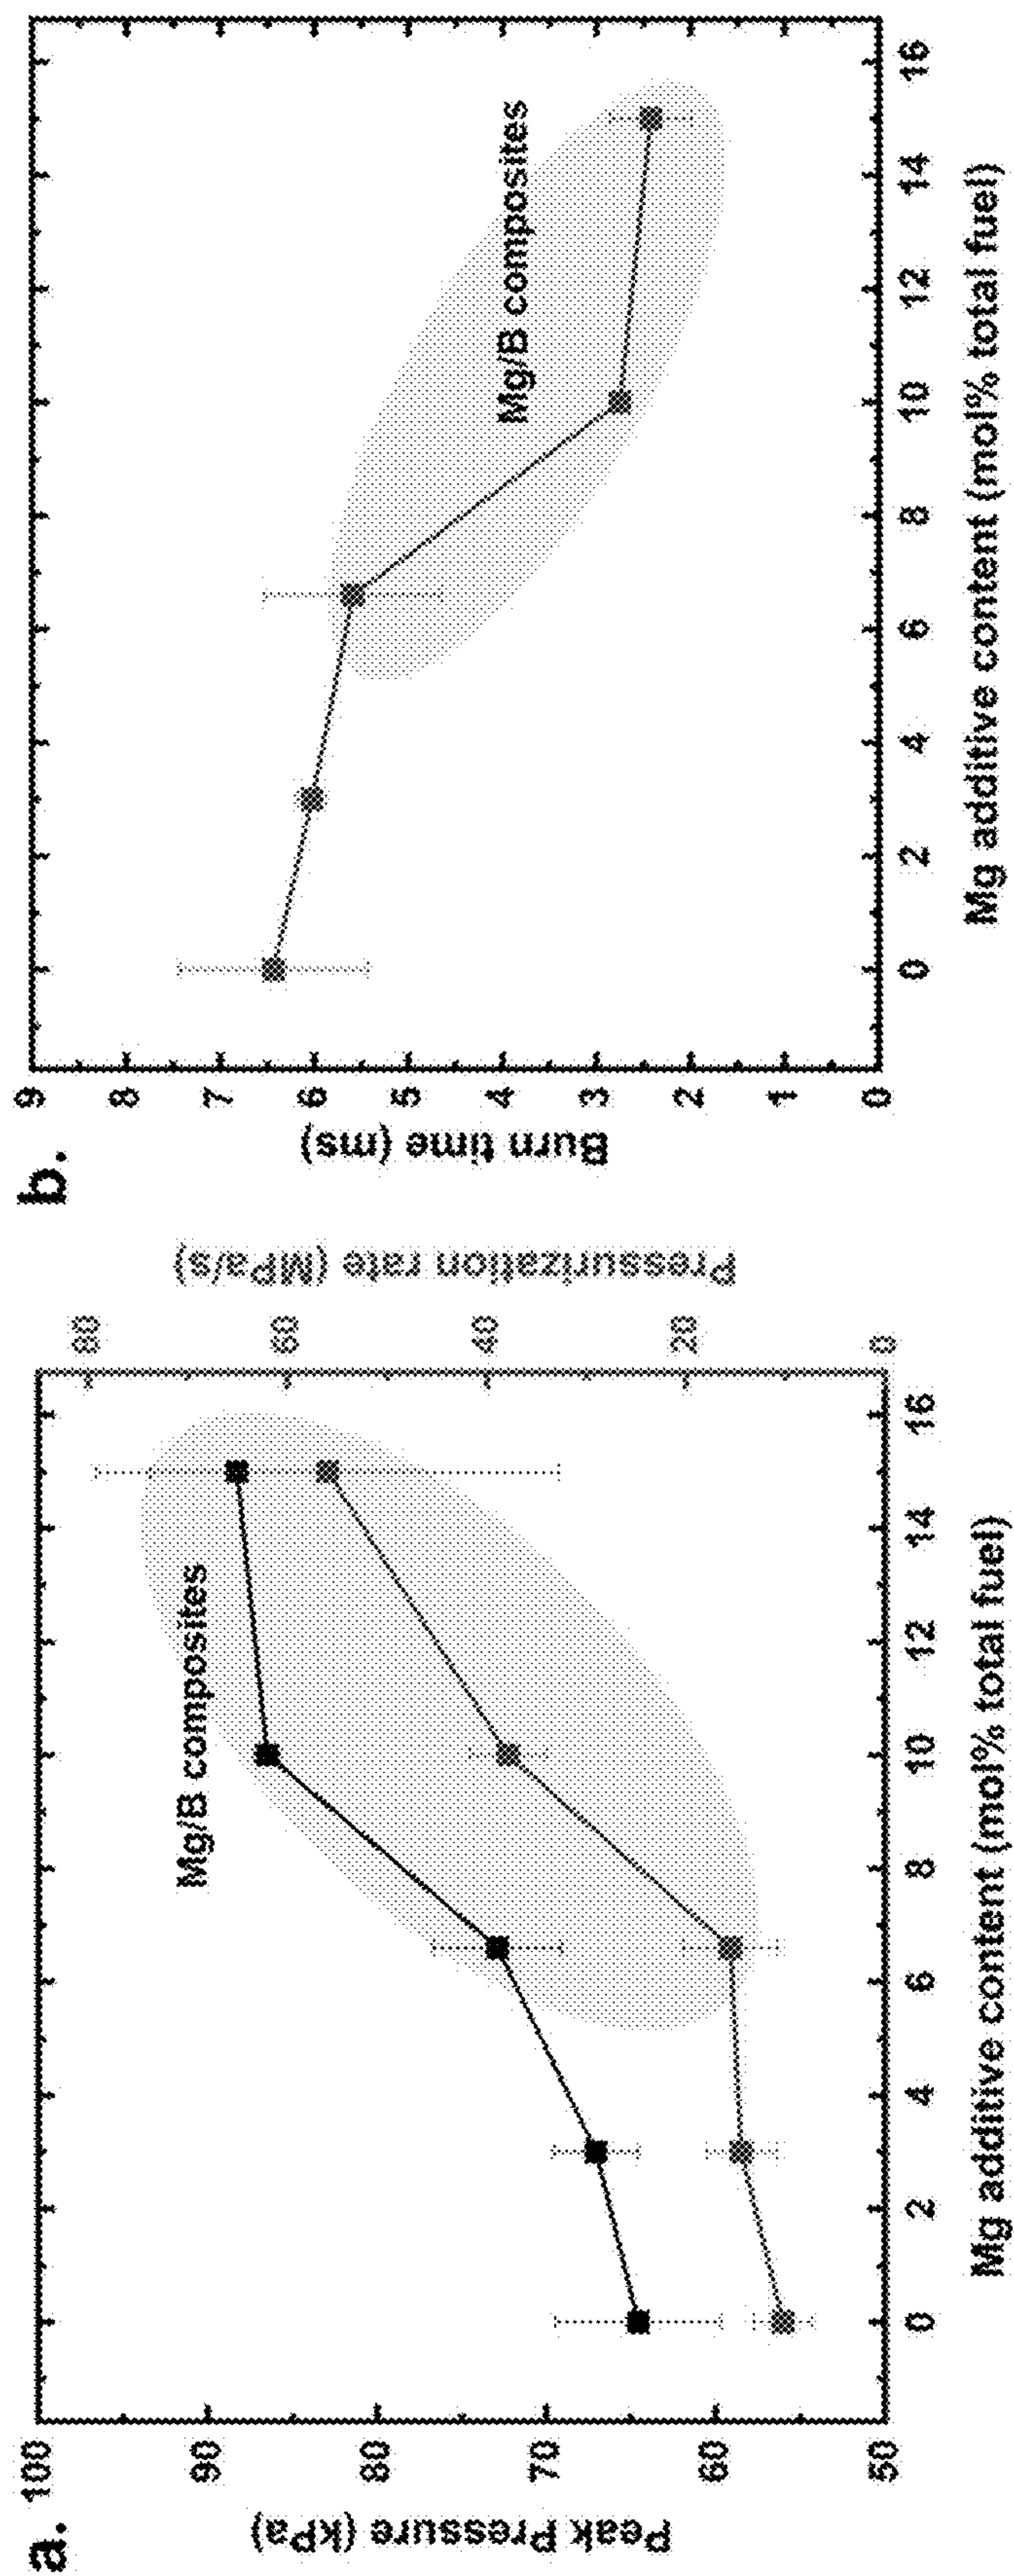 a.
Peak Pressure (kPa)
100
90
80
70
60
50
Mg/B composites
0 2 4 6 8 10 12 14 16
Mg additive content (mol% total fuel)
80
60
40
20
0
Pressurization rate (MPa/s)
b.
Burn time (ms)
9
8
7
6
5
4
3
2
1
0
Mg/B composites
0 2 4 6 8 10 12 14 16
Mg additive content (mol% total fuel)